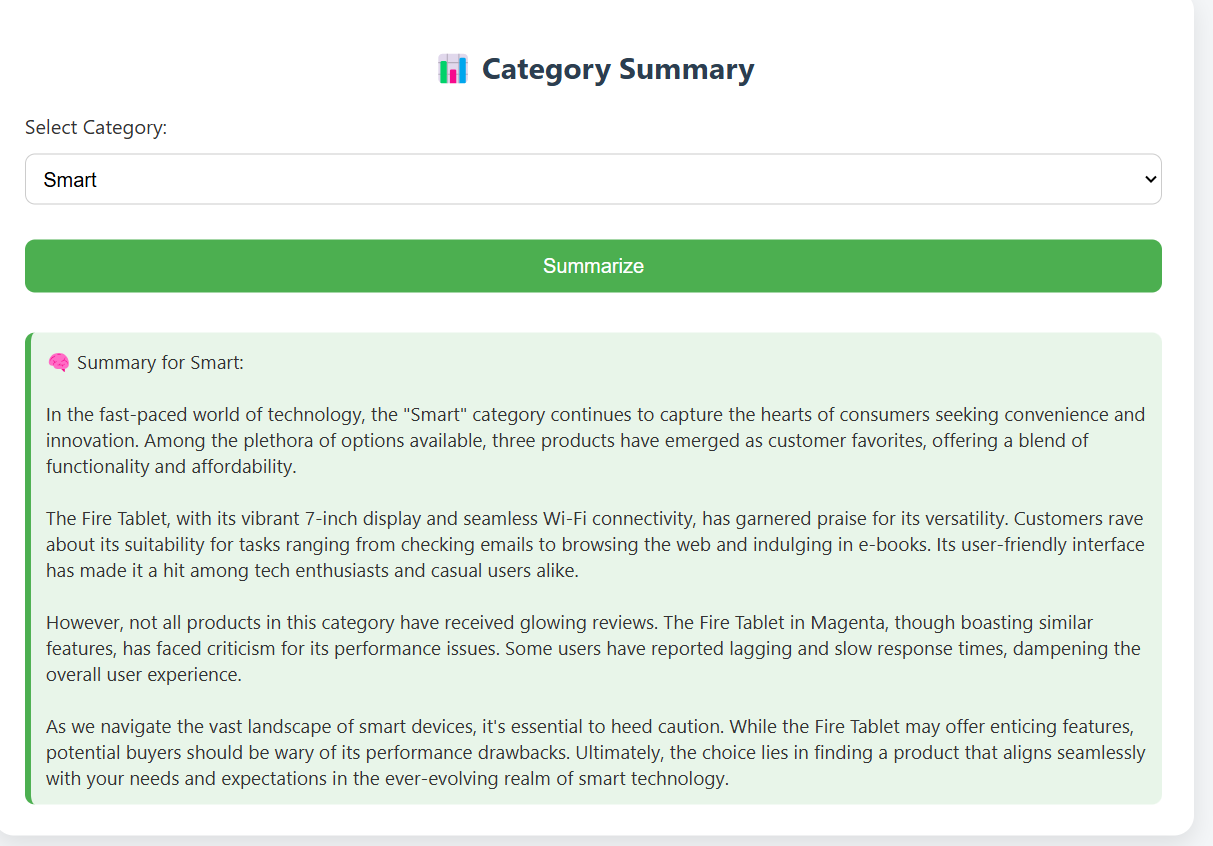 Category Summary
Select Category:
Smart
Summarize
Summary for Smart:
In the fast-paced world of technology, the "Smart" category continues to capture the hearts of consumers seeking convenience and
innovation. Among the plethora of options available, three products have emerged as customer favorites, offering a blend of
functionality and affordability.
The Fire Tablet, with its vibrant 7-inch display and seamless Wi-Fi connectivity, has garnered praise for its versatility. Customers rave
about its suitability for tasks ranging from checking emails to browsing the web and indulging in e-books. Its user-friendly interface
has made it a hit among tech enthusiasts and casual users alike.
However, not all products in this category have received glowing reviews. The Fire Tablet in Magenta, though boasting similar
features, has faced criticism for its performance issues. Some users have reported lagging and slow response times, dampening the
overall user experience.
As we navigate the vast landscape of smart devices, it's essential to heed caution. While the Fire Tablet may offer enticing features,
potential buyers should be wary of its performance drawbacks. Ultimately, the choice lies in finding a product that aligns seamlessly
with your needs and expectations in the ever-evolving realm of smart technology.